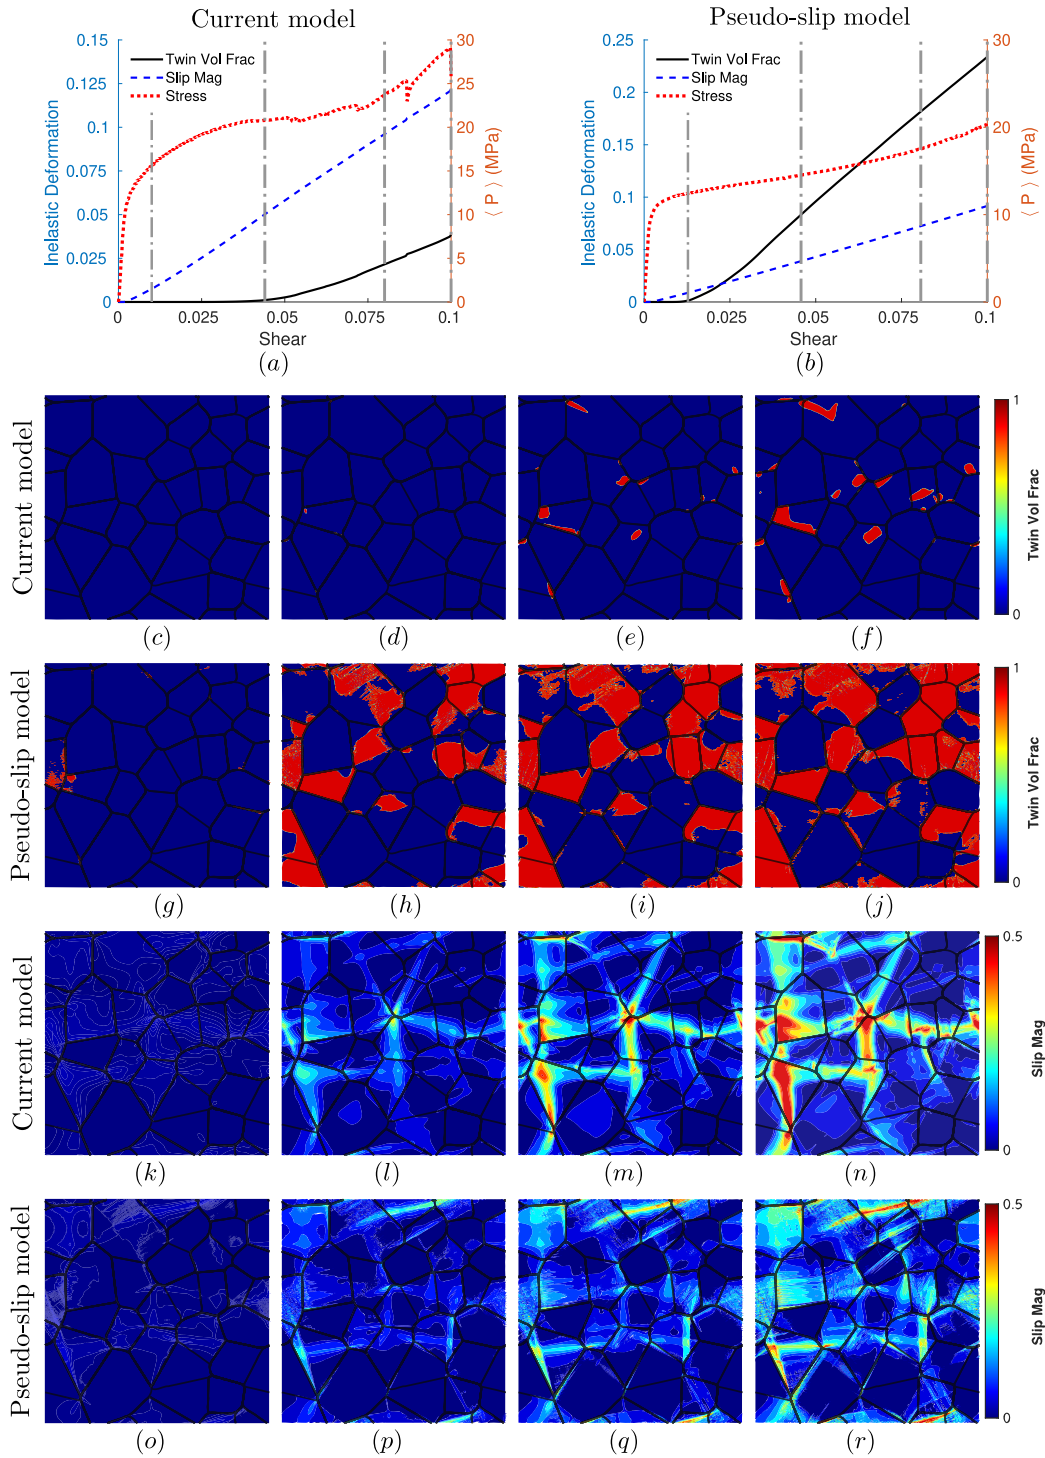 Current model
Pseudo-slip model
0.15
0.125
0.1
0.075
0.05
0.025
0
Inelastic Deformation
Twin Vol Frac
Slip Mag
Stress
30
25
20
15
10
5
0
⟨ P ⟩ (MPa)
0
0.025
0.05
0.075
0.1
Shear
(a)
0.25
0.2
0.15
0.1
0.05
0
Inelastic Deformation
Twin Vol Frac
Slip Mag
Stress
30
20
10
0
⟨ P ⟩ (MPa)
0
0.025
0.05
0.075
0.1
Shear
(b)
Current model
1
0
Twin Vol Frac
(c)
(d)
(e)
(f)
Pseudo-slip model
1
0
Twin Vol Frac
(g)
(h)
(i)
(j)
Current model
0.5
0
Slip Mag
(k)
(l)
(m)
(n)
Pseudo-slip model
0.5
0
Slip Mag
(o)
(p)
(q)
(r)